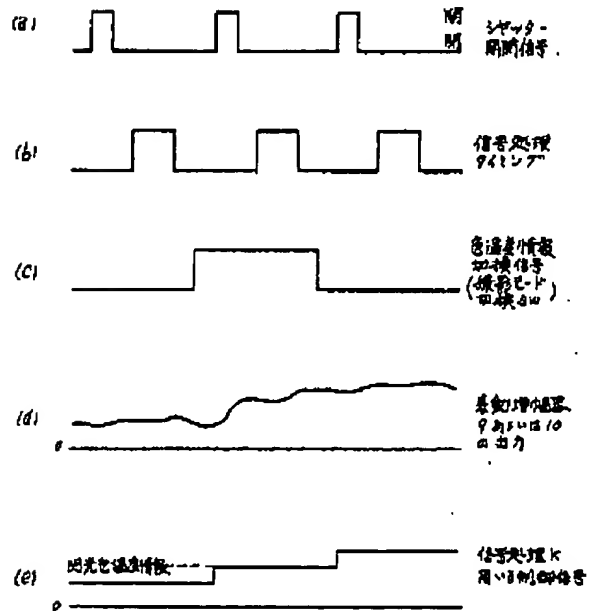 (a)
開
閉
シャッター
開閉信号
(b)
信号処理
タイミング
(c)
色温度情報
切換信号
(撮影モード
切換SW)
(d)
差動増幅器
9あるいは10
の出力
0
(e)
閃光色温度情報
信号処理に
用いる制御信号
0